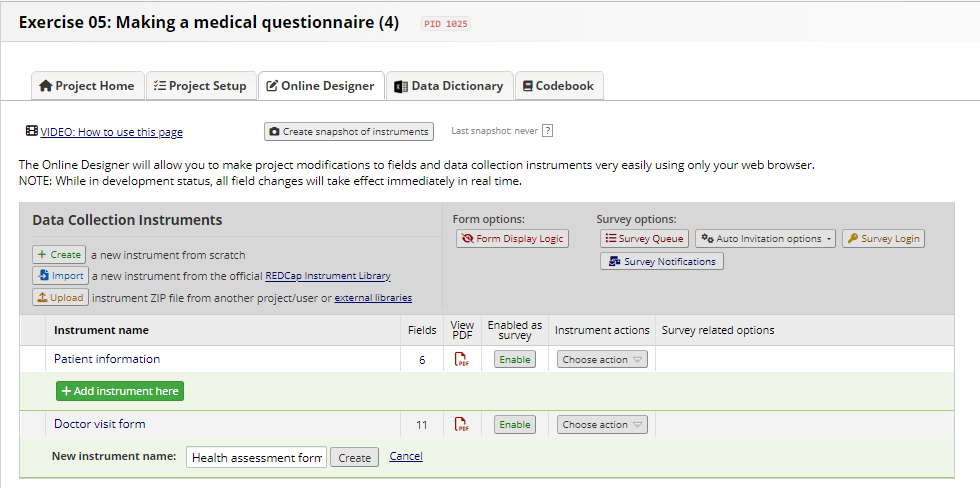 Exercise 05: Making a medical questionnaire (4) PID 1025
Project Home Project Setup Online Designer Data Dictionary Codebook
VIDEO: How to use this page Create snapshot of instruments Last snapshot: never ?
The Online Designer will allow you to make project modifications to fields and data collection instruments very easily using only your web browser.
NOTE: While in development status, all field changes will take effect immediately in real time.
Data Collection Instruments
+ Create a new instrument from scratch
Import a new instrument from the official REDCap Instrument Library
Upload instrument ZIP file from another project/user or external libraries
Form options:
Form Display Logic
Survey options:
Survey Queue Auto Invitation options Survey Login
Survey Notifications
Instrument name Fields View PDF Enabled as survey Instrument actions Survey related options
Patient information 6 PDF Enable Choose action
+ Add instrument here
Doctor visit form 11 PDF Enable Choose action
New instrument name: Health assessment form Create Cancel